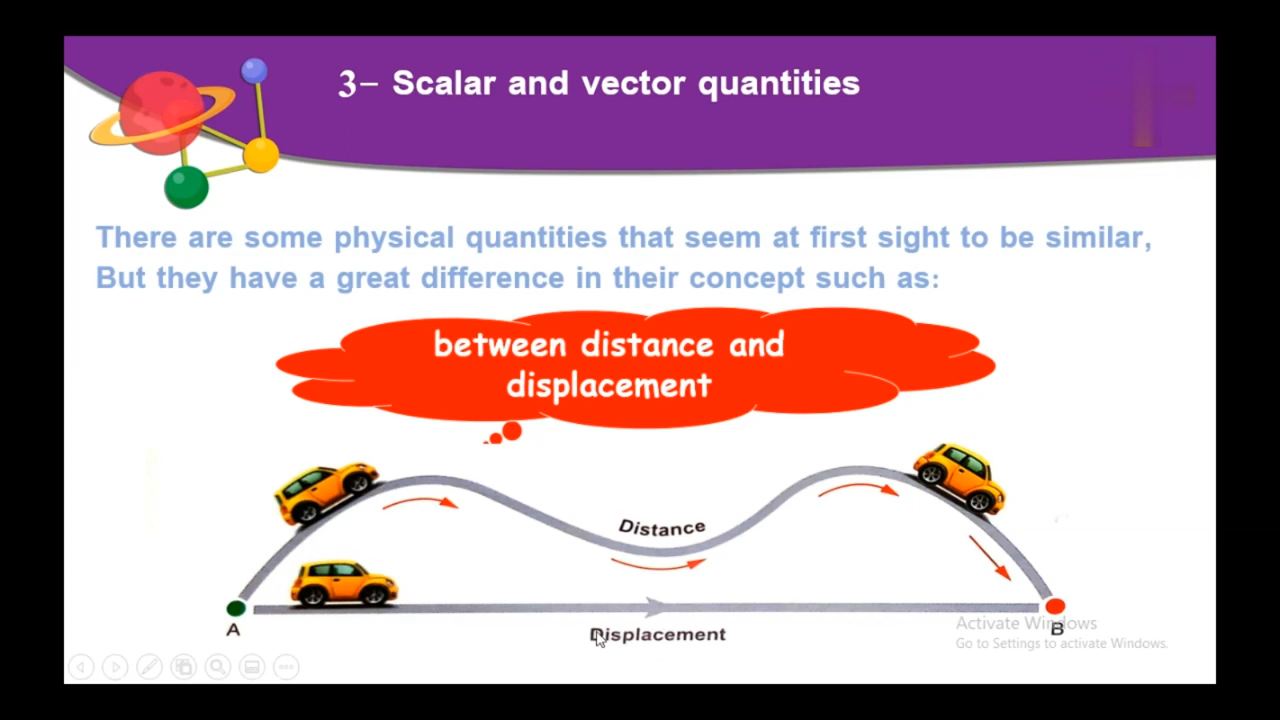 3- Scalar and vector quantities
There are some physical quantities that seem at first sight to be similar,
But they have a great difference in their concept such as:
between distance and
displacement
Distance
Displacement
A
B
Activate Windows
Go to Settings to activate Windows.